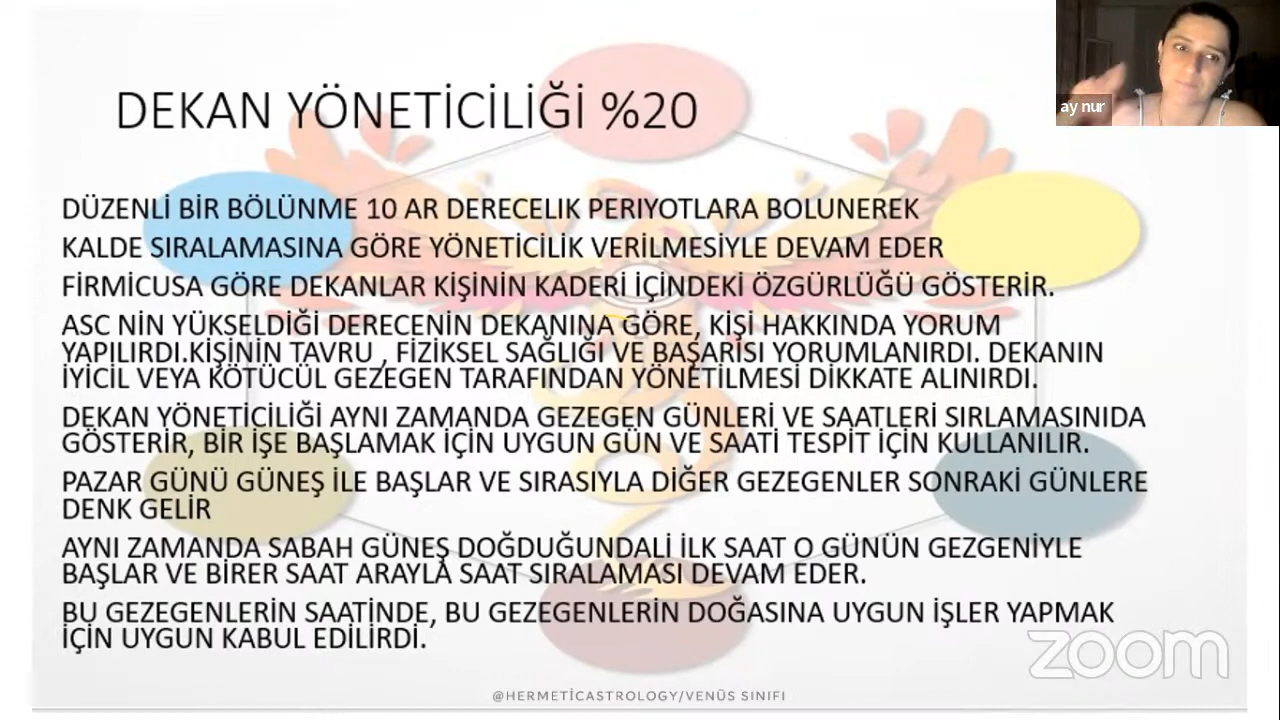 DEKAN YÖNETİCİLİĞİ %20
ay nur
DÜZENLİ BİR BÖLÜNME 10 AR DERECELIK PERIYOTLARA BOLUNEREK
KALDE SIRALAMASINA GÖRE YÖNETİCİLİK VERİLMESİYLE DEVAM EDER
FİRMİCUSA GÖRE DEKANLAR KİŞİNİN KADERİ İÇİNDEKİ ÖZGÜRLÜĞÜ GÖSTERİR.
ASC NİN YÜKSELDİĞİ DERECENİN DEKANINA GÖRE, KİŞİ HAKKINDA YORUM
YAPILIRDI.KİŞİNİN TAVRU , FİZİKSEL SAĞLIĞI VE BAŞARISI YORUMLANIRDI. DEKANIN
İYİCİL VEYA KÖTÜCÜL GEZEGEN TARAFINDAN YÖNETİLMESİ DİKKATE ALINIRDI.
DEKAN YÖNETİCİLİĞİ AYNI ZAMANDA GEZEGEN GÜNLERİ VE SAATLERİ SIRLAMASINIDA
GÖSTERİR, BİR İŞE BAŞLAMAK İÇİN UYGUN GÜN VE SAATİ TESPİT İÇİN KULLANILIR.
PAZAR GÜNÜ GÜNEŞ İLE BAŞLAR VE SIRASIYLA DİĞER GEZEGENLER SONRAKİ GÜNLERE
DENK GELİR
AYNI ZAMANDA SABAH GÜNEŞ DOĞDUĞUNDALİ İLK SAAT O GÜNÜN GEZGENİYLE
BAŞLAR VE BİRER SAAT ARAYLA SAAT SIRALAMASI DEVAM EDER.
BU GEZEGENLERİN SAATİNDE, BU GEZEGENLERİN DOĞASINA UYGUN İŞLER YAPMAK
İÇİN UYGUN KABUL EDİLİRDİ.
zoom
@HERMETİCASTROLOGY/VENÜS SINIFI